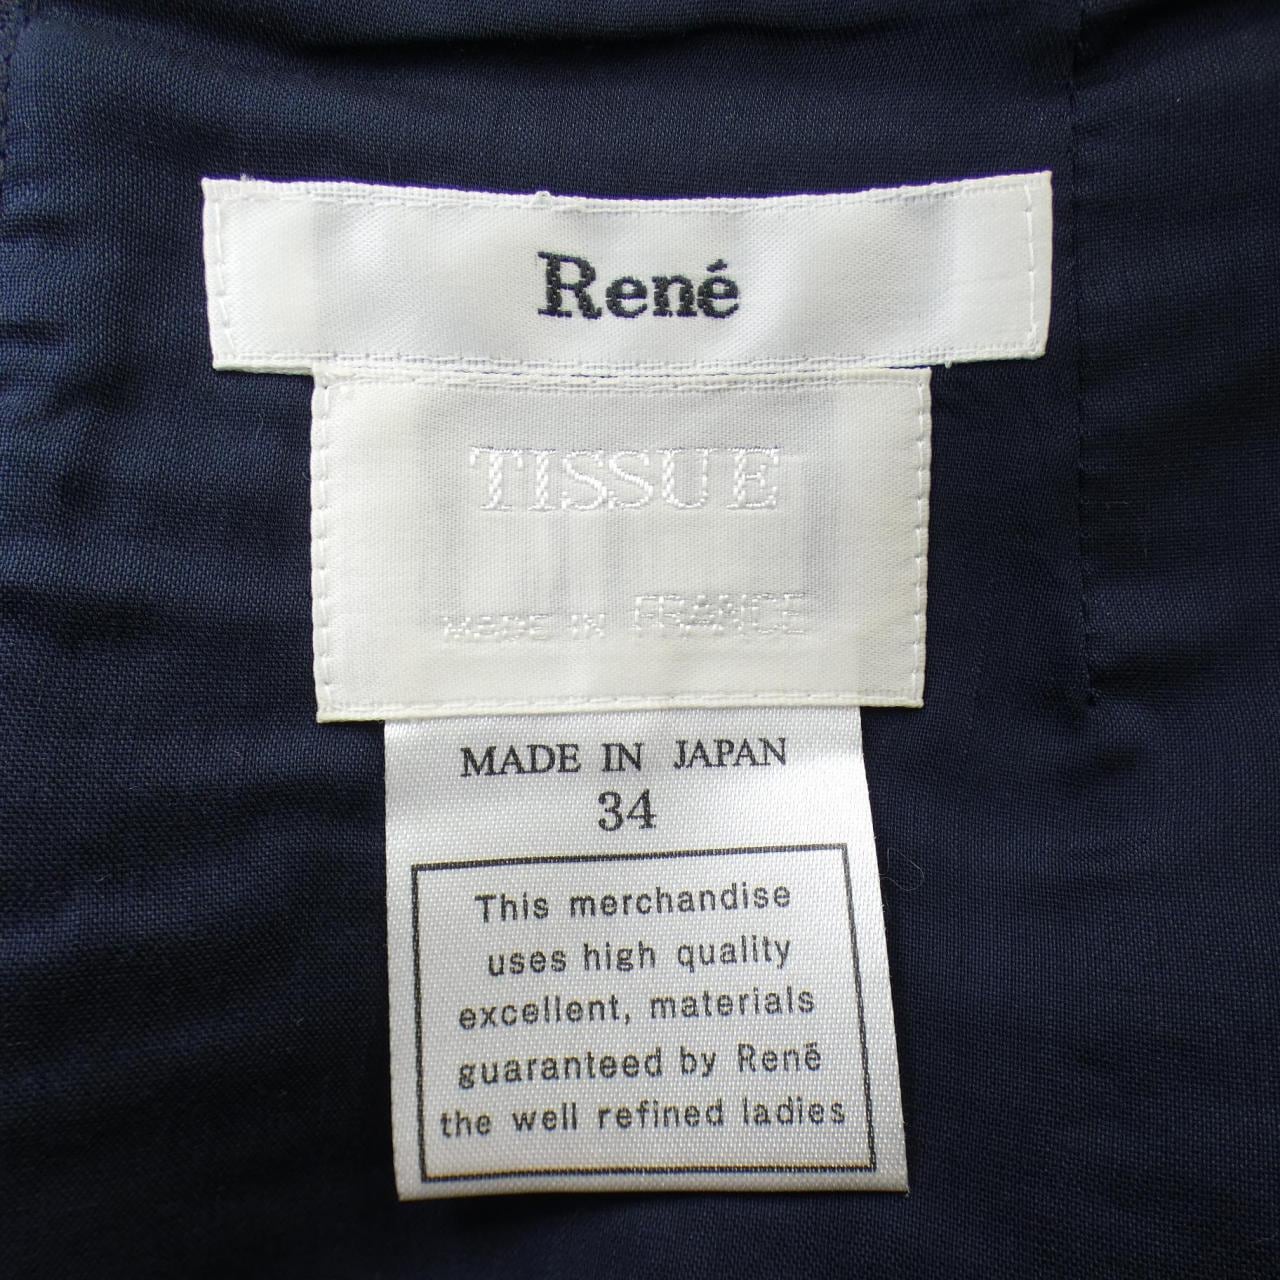 René
TISSUE
MADE IN FRANCE
MADE IN JAPAN
34
This merchandise
uses high quality
excellent, materials
guaranteed by René
the well refined ladies